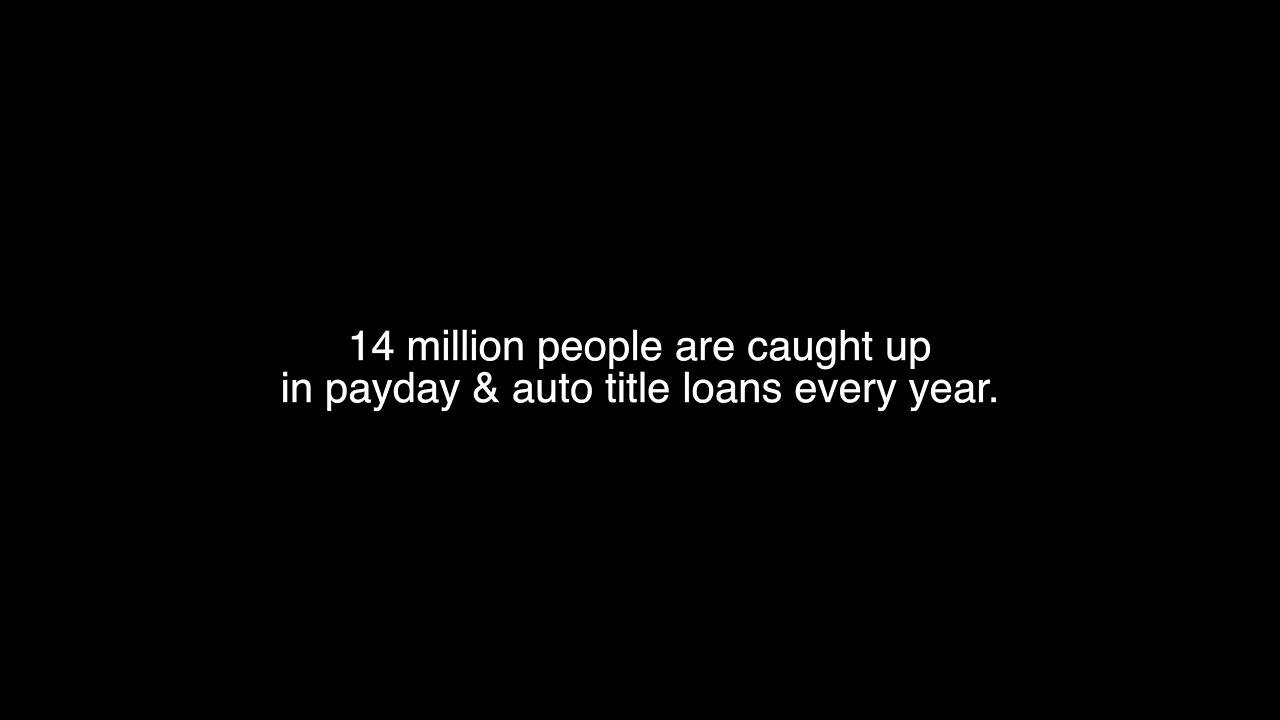 14 million people are caught up
in payday & auto title loans every year.